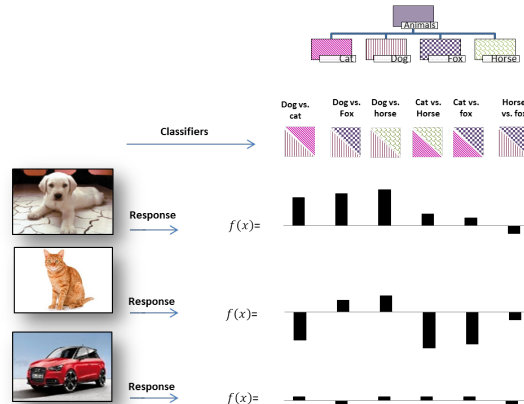 Animals
Cat Dog Fox Horse
Dog vs. cat
Dog vs. Fox
Dog vs. horse
Cat vs. Horse
Cat vs. fox
Horse vs. fox
Classifiers
Response
f(x)=
Response
f(x)=
Response
f(x)=